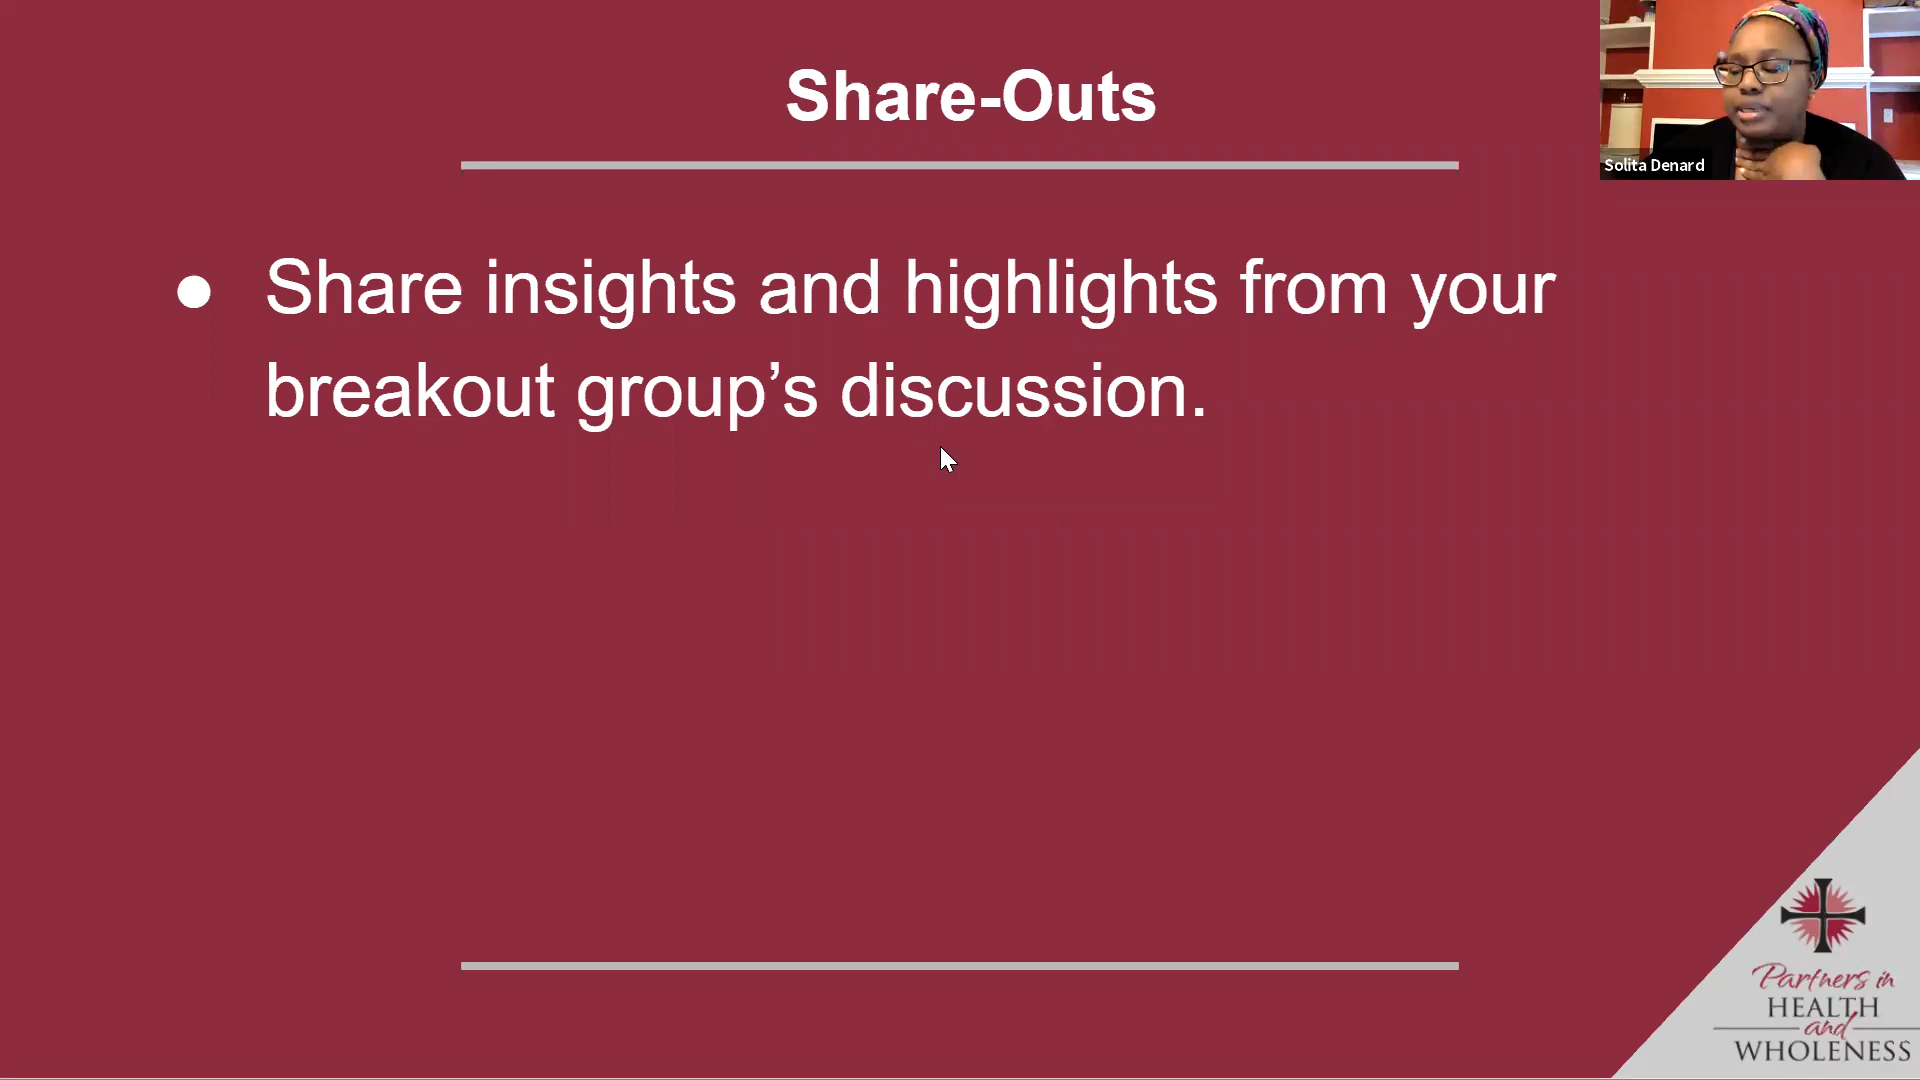 Share-Outs
Solita Denard
● Share insights and highlights from your
breakout group’s discussion.
Partners in
HEALTH
and
WHOLENESS